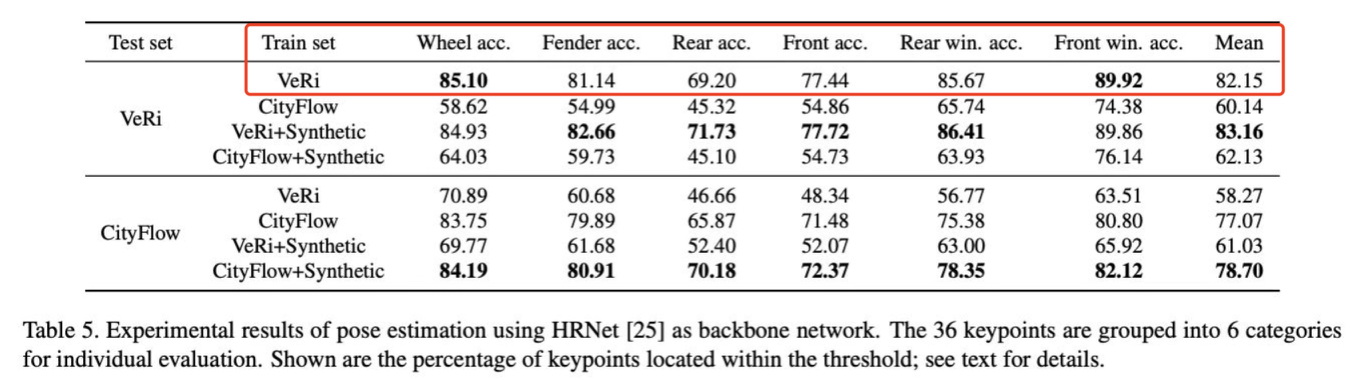 Test set Train set Wheel acc. Fender acc. Rear acc. Front acc. Rear win. acc. Front win. acc. Mean
VeRi VeRi 85.10 81.14 69.20 77.44 85.67 89.92 82.15
CityFlow 58.62 54.99 45.32 54.86 65.74 74.38 60.14
VeRi+Synthetic 84.93 82.66 71.73 77.72 86.41 89.86 83.16
CityFlow+Synthetic 64.03 59.73 45.10 54.73 63.93 76.14 62.13
CityFlow VeRi 70.89 60.68 46.66 48.34 56.77 63.51 58.27
CityFlow 83.75 79.89 65.87 71.48 75.38 80.80 77.07
VeRi+Synthetic 69.77 61.68 52.40 52.07 63.00 65.92 61.03
CityFlow+Synthetic 84.19 80.91 70.18 72.37 78.35 82.12 78.70
Table 5. Experimental results of pose estimation using HRNet [25] as backbone network. The 36 keypoints are grouped into 6 categories
for individual evaluation. Shown are the percentage of keypoints located within the threshold; see text for details.